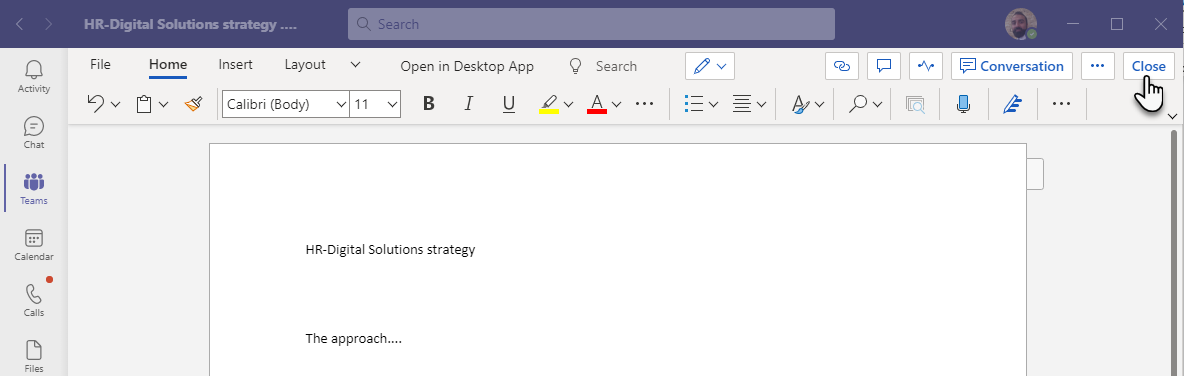 HR-Digital Solutions strategy ....
Search
File Home Insert Layout Open in Desktop App Search Conversation Close
Calibri (Body) 11 B I U A
Activity
Chat
Teams
Calendar
Calls
Files
HR-Digital Solutions strategy
The approach....